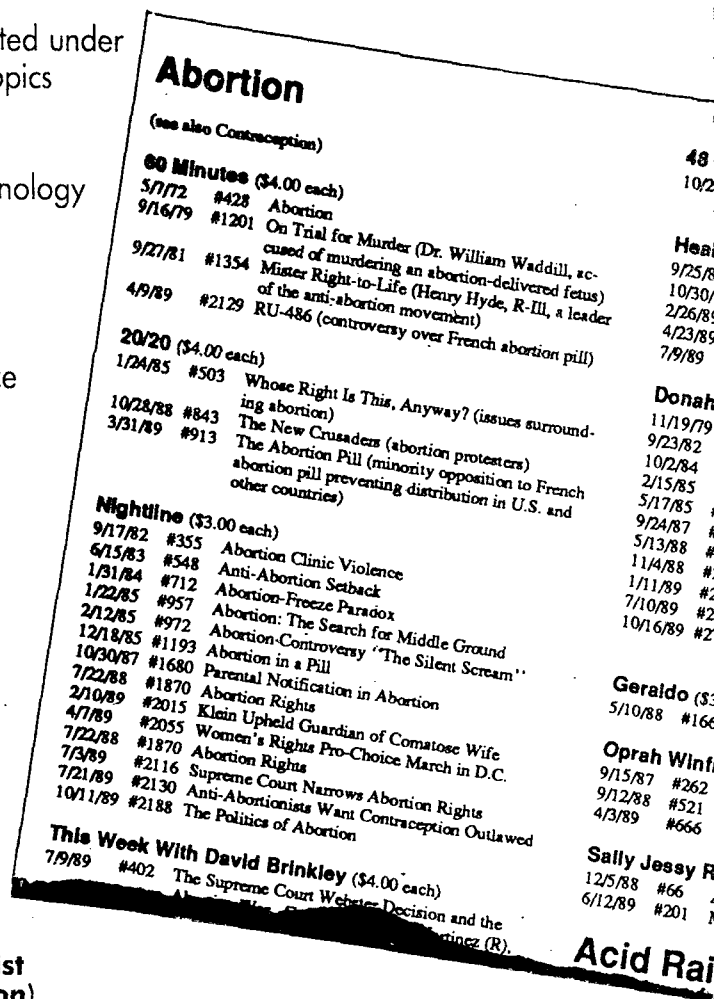 ted under
opics
nology
st
on)
Abortion
(see also Contraception)
60 Minutes ($4.00 each)
5/7/72 #428 Abortion
9/16/79 #1201 On Trial for Murder (Dr. William Waddill, ac-
cused of murdering an abortion-delivered fetus)
9/27/81 #1354 Mister Right-to-Life (Henry Hyde, R-Ill, a leader
of the anti-abortion movement)
4/9/89 #2129 RU-486 (controversy over French abortion pill)
20/20 ($4.00 each)
1/24/85 #503 Whose Right Is This, Anyway? (issues surround-
ing abortion)
10/28/88 #843 The New Crusaders (abortion protesters)
3/31/89 #913 The Abortion Pill (minority opposition to French
abortion pill preventing distribution in U.S. and
other countries)
Nightline ($3.00 each)
9/17/82 #355 Abortion Clinic Violence
6/15/83 #548 Anti-Abortion Setback
1/31/84 #712 Abortion-Freeze Paradox
1/22/85 #957 Abortion: The Search for Middle Ground
2/12/85 #972 Abortion-Controversy "The Silent Scream"
12/18/85 #1193 Abortion in a Pill
10/30/87 #1680 Parental Notification in Abortion
7/22/88 #1870 Abortion Rights
2/10/89 #2015 Klein Upheld Guardian of Comatose Wife
4/7/89 #2055 Women's Rights Pro-Choice March in D.C.
7/22/88 #1870 Abortion Rights
7/3/89 #2116 Supreme Court Narrows Abortion Rights
7/21/89 #2130 Anti-Abortionists Want Contraception Outlawed
10/11/89 #2188 The Politics of Abortion
This Week With David Brinkley ($4.00 each)
7/9/89 #402 The Supreme Court Webster Decision and the
(R),
48
10/2
Heal
9/25/8
10/30/
2/26/89
4/23/89
7/9/89
Donah
11/19/79
9/23/82
10/2/84
2/15/85
5/17/85 #
9/24/87 #
5/13/88 #
11/4/88 #
1/11/89 #2
7/10/89 #2
10/16/89 #2
Geraldo ($3
5/10/88 #166
Oprah Winf
9/15/87 #262
9/12/88 #521
4/3/89 #666
Sally Jessy R
12/5/88 #66
6/12/89 #201
Acid Rai